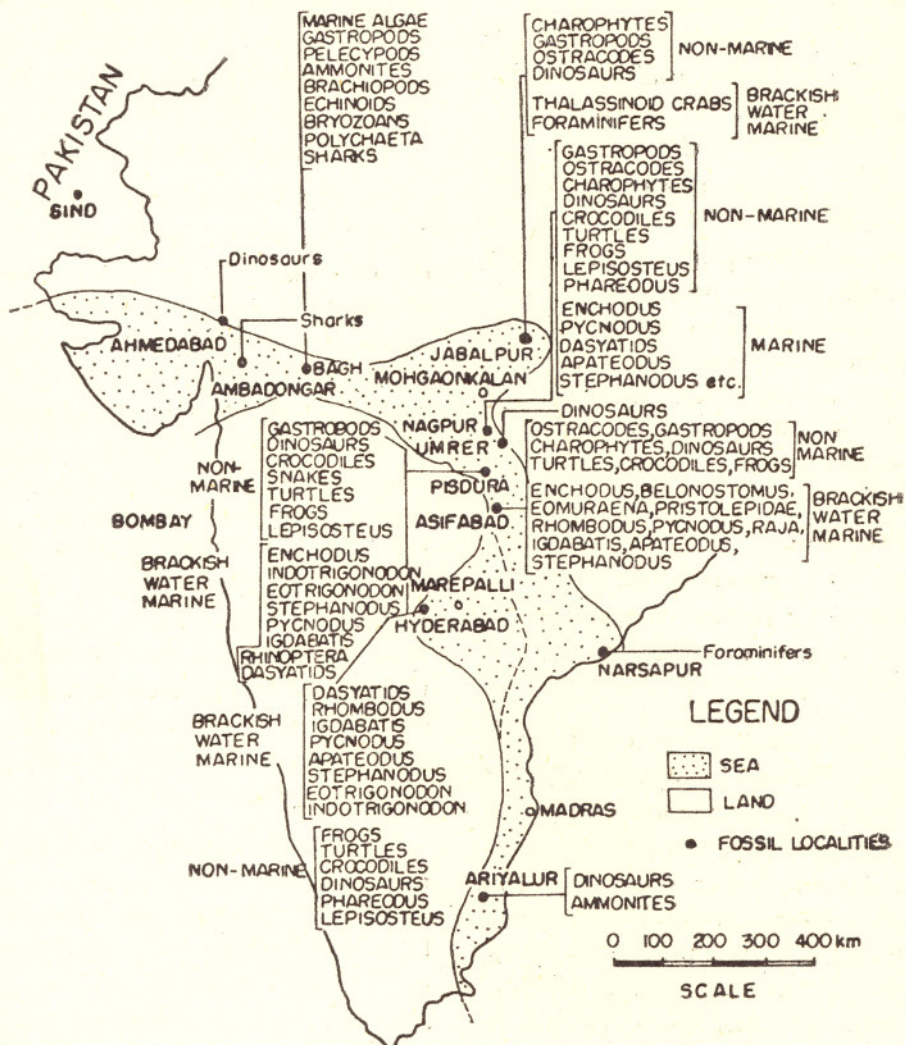 MARINE ALGAE
GASTROPODS
PELECYPODS
AMMONITES
BRACHIOPODS
ECHINOIDS
BRYOZOANS
POLYCHAETA
SHARKS
CHAROPHYTES
GASTROPODS
OSTRACODES
DINOSAURS
NON-MARINE
THALASSINOID CRABS
FORAMINIFERS
BRACKISH
WATER
MARINE
GASTROPODS
OSTRACODES
CHAROPHYTES
DINOSAURS
CROCODILES
TURTLES
FROGS
LEPISOSTEUS
PHAREODUS
NON-MARINE
ENCHODUS
PYCNODUS
DASYATIDS
APATEODUS
STEPHANODUS etc.
MARINE
PAKISTAN
SIND
Dinosaurs
Sharks
AHMEDABAD
AMBADONGAR
BAGH
JABALPUR
MOHGAONKALAN
NAGPUR
UMRER
DINOSAURS
PISDURA
OSTRACODES,GASTROPODS
CHAROPHYTES,DINOSAURS
TURTLES,CROCODILES,FROGS
NON
MARINE
ASIFABAD
ENCHODUS,BELONOSTOMUS,
EOMURAENA,PRISTOLEPIDAE,
RHOMBODUS,PYCNODUS,RAJA,
IGDABATIS,APATEODUS,
STEPHANODUS
BRACKISH
WATER
MARINE
GASTROPODS
DINOSAURS
CROCODILES
SNAKES
TURTLES
FROGS
LEPISOSTEUS
NON-
MARINE
BOMBAY
ENCHODUS
INDOTRIGONODON
EOTRIGONODON
STEPHANODUS
PYCNODUS
IGDABATIS
RHINOPTERA
DASYATIDS
BRACKISH
WATER
MARINE
MAREPALLI
HYDERABAD
Foraminifers
NARSAPUR
DASYATIDS
RHOMBODUS
IGDABATIS
PYCNODUS
APATEODUS
STEPHANODUS
EOTRIGONODON
INDOTRIGONODON
BRACKISH
WATER
MARINE
FROGS
TURTLES
CROCODILES
DINOSAURS
PHAREODUS
LEPISOSTEUS
NON-MARINE
MADRAS
ARIYALUR
DINOSAURS
AMMONITES
LEGEND
SEA
LAND
FOSSIL LOCALITIES
0 100 200 300 400 km
SCALE